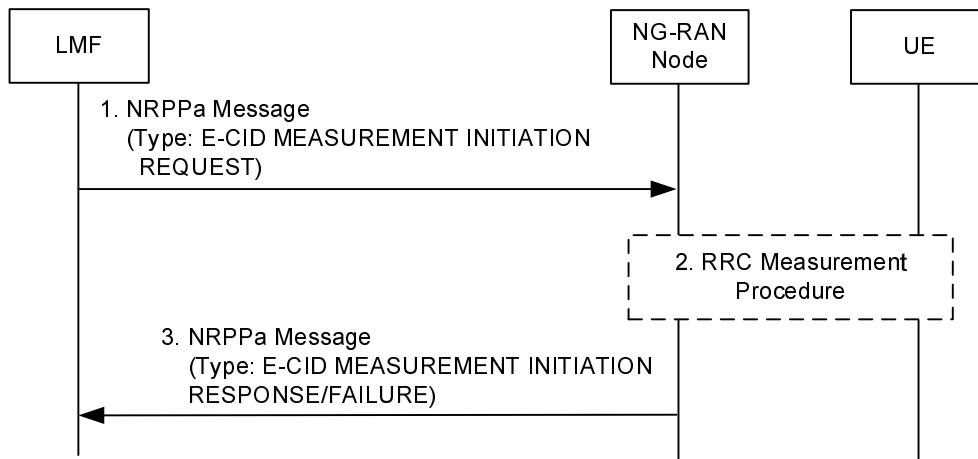 LMF
NG-RAN
Node
UE
1. NRPPa Message
(Type: E-CID MEASUREMENT INITIATION
REQUEST)
2. RRC Measurement
Procedure
3. NRPPa Message
(Type: E-CID MEASUREMENT INITIATION
RESPONSE/FAILURE)